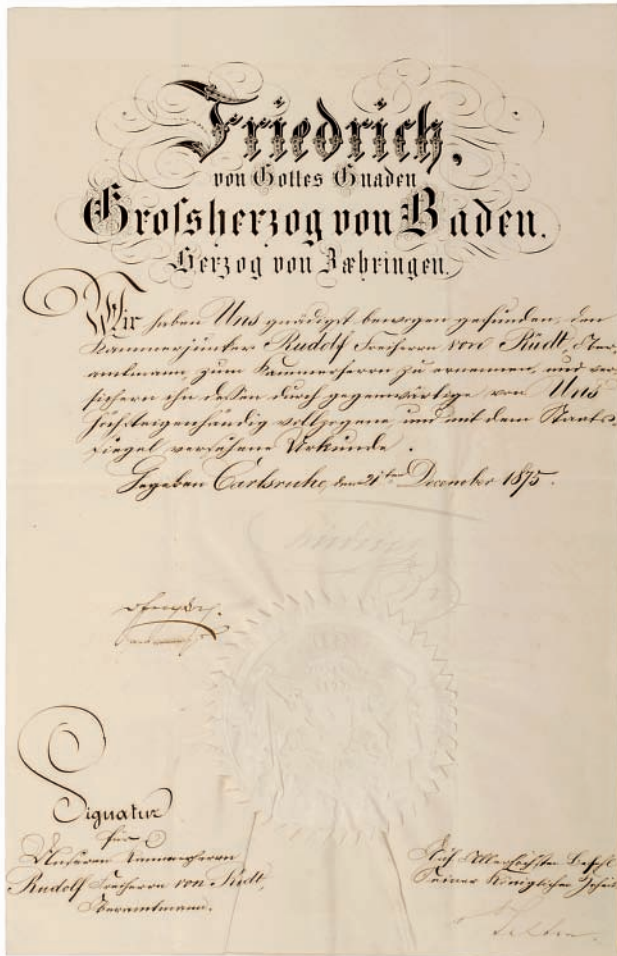 Friedrich,
von Gottes Gnaden
Grofsherzog von Baden.
Herzog von Zæhringen.
Wir haben Uns gnädigst bewogen gefunden, den
Kammerjunker Rudolf Freiherrn von Rüdt, Ober-
amtmann, zum Kammerherrn zu ernennen, und ver-
sichern ihn dessen durch gegenwärtige von Uns
höchsteigenhändig vollzogene und mit dem Staats-
siegel versehene Urkunde.
Gegeben Carlsruhe, den 21ten December 1875.
Signatur
für
Unseren Kammerherrn
Rudolf Freiherrn von Rüdt,
Oberamtmann.
Auf Allerhöchsten Befehl
Seiner Königlichen Hoheit